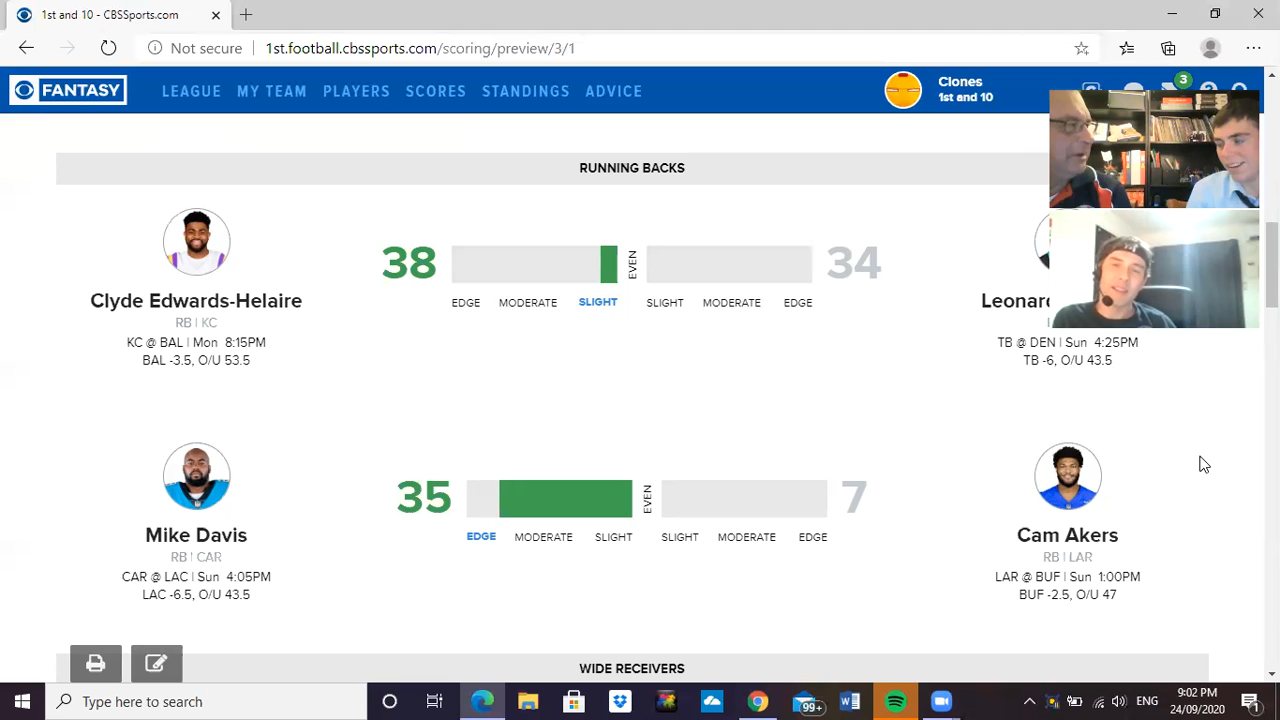 1st and 10 - CBSSports.com
Not secure 1st.football.cbssports.com/scoring/preview/3/1
FANTASY LEAGUE MY TEAM PLAYERS SCORES STANDINGS ADVICE
Clones
1st and 10
3
RUNNING BACKS
38 EVEN 34
EDGE MODERATE SLIGHT SLIGHT MODERATE EDGE
Clyde Edwards-Helaire
RB | KC
KC @ BAL | Mon 8:15PM
BAL -3.5, O/U 53.5
TB @ DEN | Sun 4:25PM
TB -6, O/U 43.5
35 EVEN 7
EDGE MODERATE SLIGHT SLIGHT MODERATE EDGE
Mike Davis
RB | CAR
CAR @ LAC | Sun 4:05PM
LAC -6.5, O/U 43.5
Cam Akers
RB | LAR
LAR @ BUF | Sun 1:00PM
BUF -2.5, O/U 47
WIDE RECEIVERS
Type here to search
99+
ENG
9:02 PM
24/09/2020
1